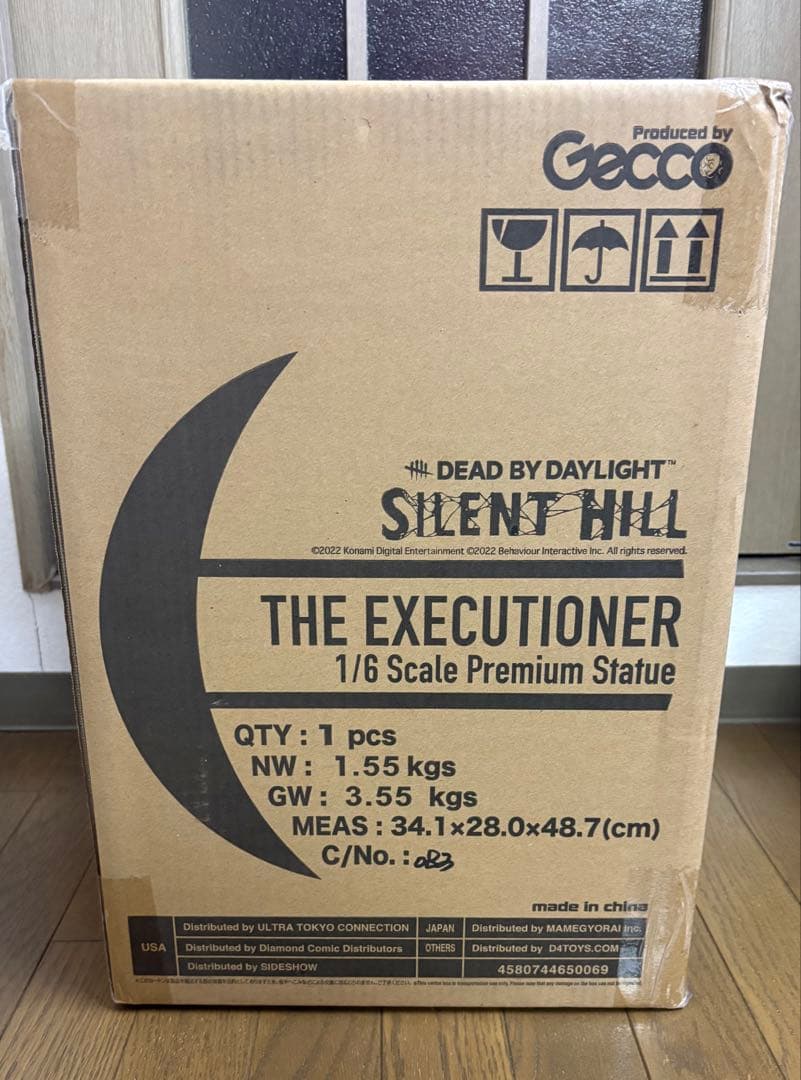 Produced by
Gecco
DEAD BY DAYLIGHT™
SILENT HILL
©2022 Konami Digital Entertainment ©2022 Behaviour Interactive Inc. All rights reserved.
THE EXECUTIONER
1/6 Scale Premium Statue
QTY : 1 pcs
NW : 1.55 kgs
GW : 3.55 kgs
MEAS : 34.1×28.0×48.7(cm)
C/No. : 083
made in china
USA
Distributed by ULTRA TOKYO CONNECTION
Distributed by Diamond Comic Distributors
Distributed by SIDESHOW
JAPAN
Distributed by MAMEGYORAI Inc.
OTHERS
Distributed by D4TOYS.COM
4580744650069